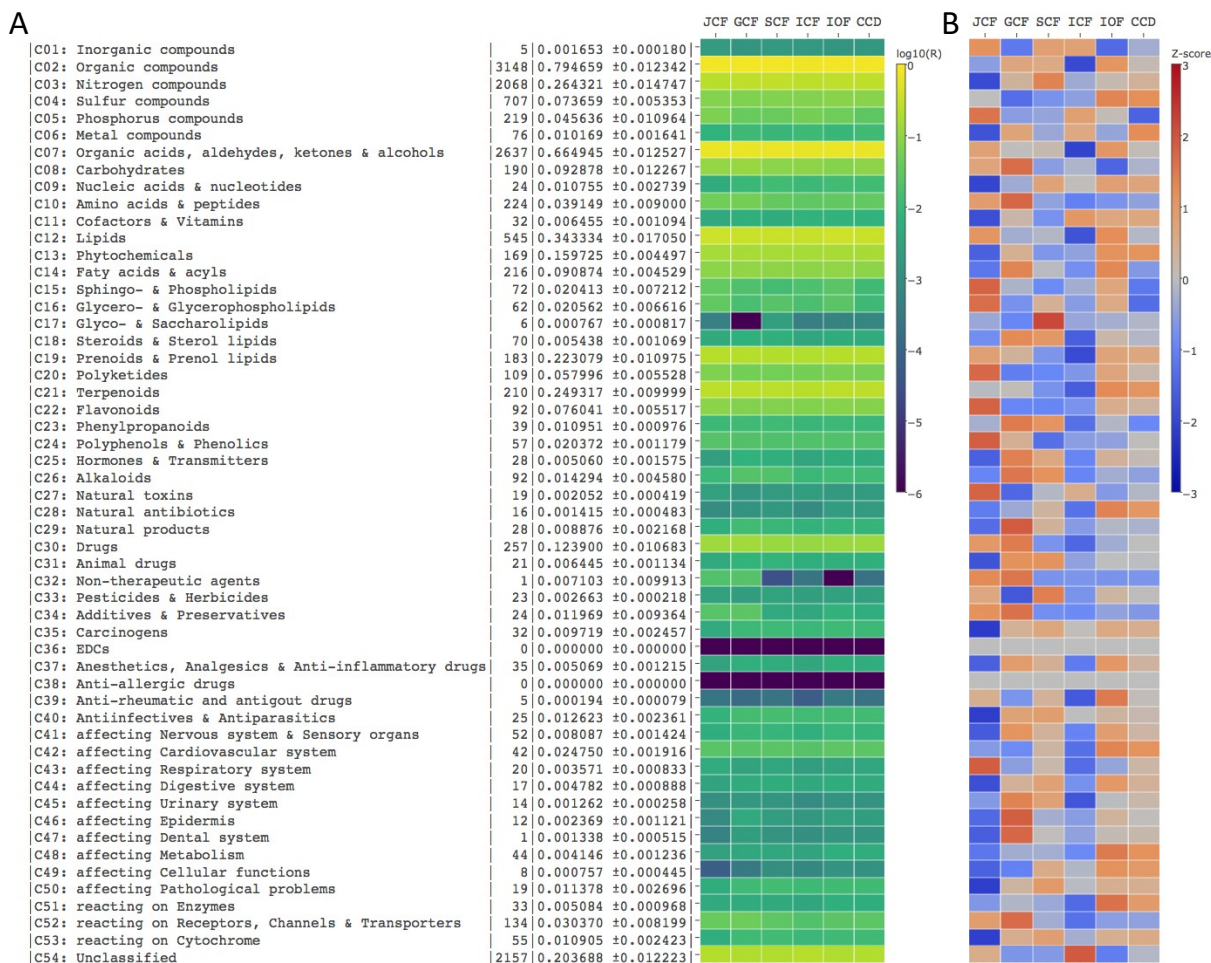 A
B
JCF GCF SCF ICF IOF CCD
JCF GCF SCF ICF IOF CCD
|C01: Inorganic compounds | 5|0.001653 ±0.000180|
|C02: Organic compounds |3148|0.794659 ±0.012342|
|C03: Nitrogen compounds |2068|0.264321 ±0.014747|
|C04: Sulfur compounds | 707|0.073659 ±0.005353|
|C05: Phosphorus compounds | 219|0.045636 ±0.010964|
|C06: Metal compounds | 76|0.010169 ±0.001641|
|C07: Organic acids, aldehydes, ketones & alcohols |2637|0.664945 ±0.012527|
|C08: Carbohydrates | 190|0.092878 ±0.012267|
|C09: Nucleic acids & nucleotides | 24|0.010755 ±0.002739|
|C10: Amino acids & peptides | 224|0.039149 ±0.009000|
|C11: Cofactors & Vitamins | 32|0.006455 ±0.001094|
|C12: Lipids | 545|0.343334 ±0.017050|
|C13: Phytochemicals | 169|0.159725 ±0.004497|
|C14: Faty acids & acyls | 216|0.090874 ±0.004529|
|C15: Sphingo- & Phospholipids | 72|0.020413 ±0.007212|
|C16: Glycero- & Glycerophospholipids | 62|0.020562 ±0.006616|
|C17: Glyco- & Saccharolipids | 6|0.000767 ±0.000817|
|C18: Steroids & Sterol lipids | 70|0.005438 ±0.001069|
|C19: Prenoids & Prenol lipids | 183|0.223079 ±0.010975|
|C20: Polyketides | 109|0.057996 ±0.005528|
|C21: Terpenoids | 210|0.249317 ±0.009999|
|C22: Flavonoids | 92|0.076041 ±0.005517|
|C23: Phenylpropanoids | 39|0.010951 ±0.000976|
|C24: Polyphenols & Phenolics | 57|0.020372 ±0.001179|
|C25: Hormones & Transmitters | 28|0.005060 ±0.001575|
|C26: Alkaloids | 92|0.014294 ±0.004580|
|C27: Natural toxins | 19|0.002052 ±0.000419|
|C28: Natural antibiotics | 16|0.001415 ±0.000483|
|C29: Natural products | 28|0.008876 ±0.002168|
|C30: Drugs | 257|0.123900 ±0.010683|
|C31: Animal drugs | 21|0.006445 ±0.001134|
|C32: Non-therapeutic agents | 1|0.007103 ±0.009913|
|C33: Pesticides & Herbicides | 23|0.002663 ±0.000218|
|C34: Additives & Preservatives | 24|0.011969 ±0.009364|
|C35: Carcinogens | 32|0.009719 ±0.002457|
|C36: EDCs | 0|0.000000 ±0.000000|
|C37: Anesthetics, Analgesics & Anti-inflammatory drugs| 35|0.005069 ±0.001215|
|C38: Anti-allergic drugs | 0|0.000000 ±0.000000|
|C39: Anti-rheumatic and antigout drugs | 5|0.000194 ±0.000079|
|C40: Antiinfectives & Antiparasitics | 25|0.012623 ±0.002361|
|C41: affecting Nervous system & Sensory organs | 52|0.008087 ±0.001424|
|C42: affecting Cardiovascular system | 42|0.024750 ±0.001916|
|C43: affecting Respiratory system | 20|0.003571 ±0.000833|
|C44: affecting Digestive system | 17|0.004782 ±0.000888|
|C45: affecting Urinary system | 14|0.001262 ±0.000258|
|C46: affecting Epidermis | 12|0.002369 ±0.001121|
|C47: affecting Dental system | 1|0.001338 ±0.000515|
|C48: affecting Metabolism | 44|0.004146 ±0.001236|
|C49: affecting Cellular functions | 8|0.000757 ±0.000445|
|C50: affecting Pathological problems | 19|0.011378 ±0.002696|
|C51: reacting on Enzymes | 33|0.005084 ±0.000968|
|C52: reacting on Receptors, Channels & Transporters | 134|0.030370 ±0.008199|
|C53: reacting on Cytochrome | 55|0.010905 ±0.002423|
|C54: Unclassified |2157|0.203688 ±0.012223|
log10(R)
0
−1
−2
−3
−4
−5
−6
Z-score
3
2
1
0
−1
−2
−3